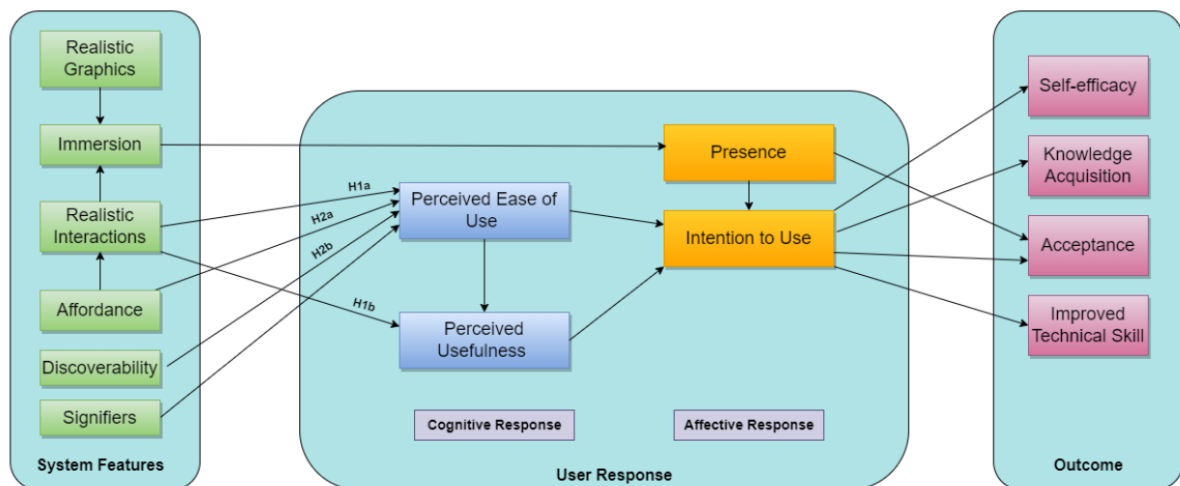 Realistic
Graphics
Immersion
Realistic
Interactions
Affordance
Discoverability
Signifiers
System Features
H1a
H2a
H2b
H1b
Perceived Ease of
Use
Perceived
Usefulness
Cognitive Response
Presence
Intention to Use
Affective Response
User Response
Self-efficacy
Knowledge
Acquisition
Acceptance
Improved
Technical Skill
Outcome